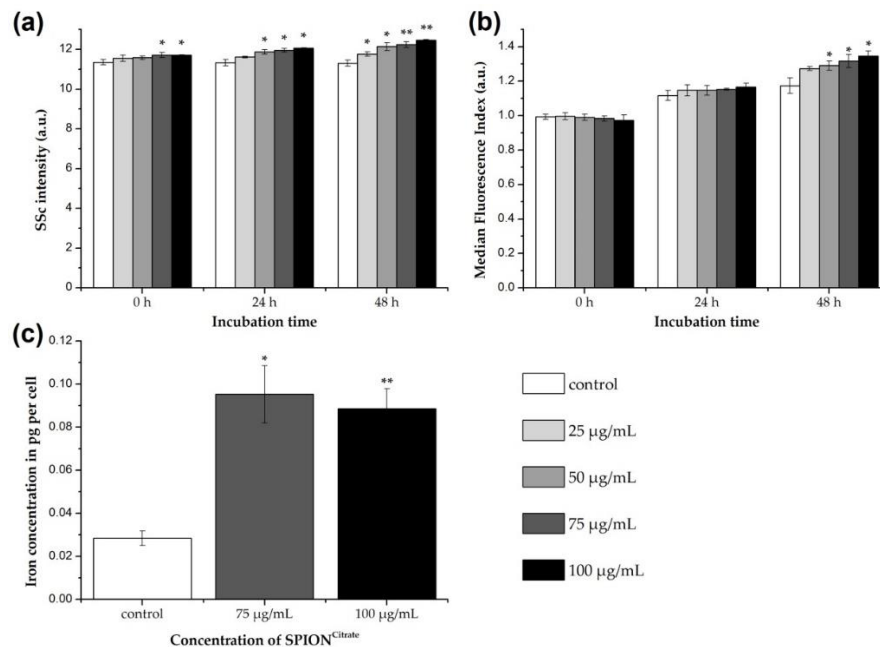 (a)
SSc intensity (a.u.)
12
10
8
6
4
2
0
* *
* * *
* * ** **
0 h 24 h 48 h
Incubation time
(b)
Median Fluorescence Index (a.u.)
1.4
1.2
1.0
0.8
0.6
0.4
0.2
0.0
* * *
0 h 24 h 48 h
Incubation time
(c)
Iron concentration in pg per cell
0.12
0.10
0.08
0.06
0.04
0.02
0.00
* **
control 75 µg/mL 100 µg/mL
Concentration of SPION^Citrate
control
25 µg/mL
50 µg/mL
75 µg/mL
100 µg/mL